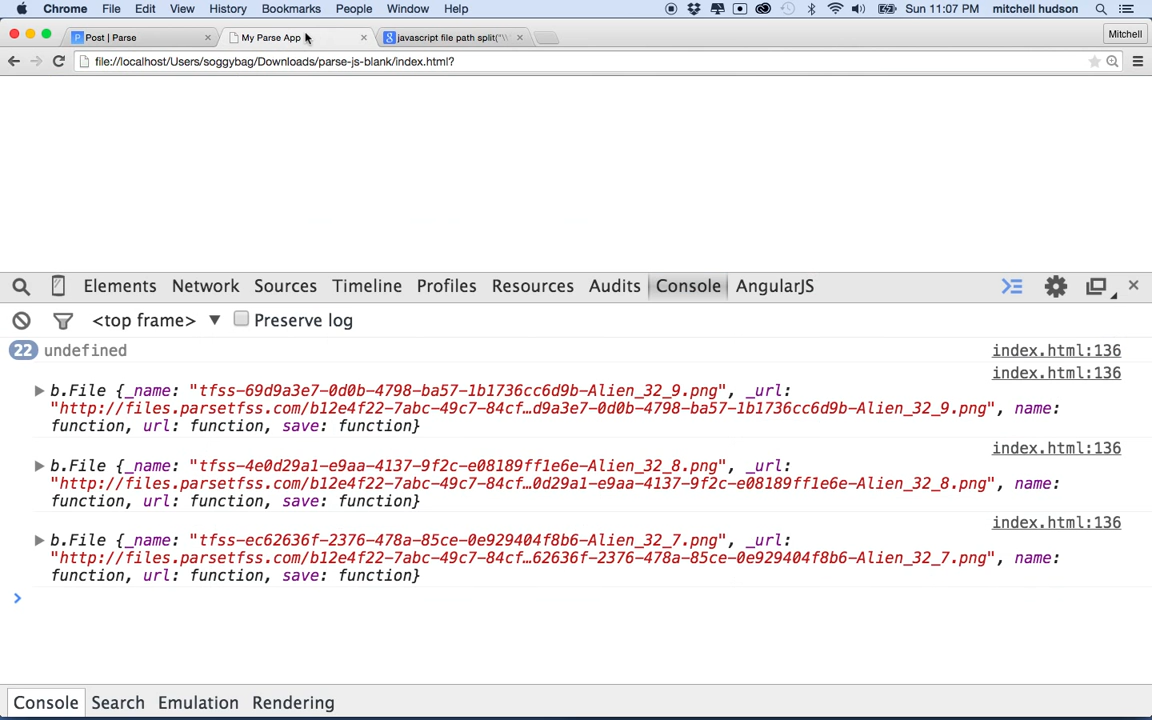 Chrome File Edit View History Bookmarks People Window Help Sun 11:07 PM mitchell hudson
Post | Parse My Parse App javascript file path split("\\" Mitchell
file://localhost/Users/soggybag/Downloads/parse-js-blank/index.html?
Elements Network Sources Timeline Profiles Resources Audits Console AngularJS
<top frame> Preserve log
22 undefined index.html:136
index.html:136
b.File {_name: "tfss-69d9a3e7-0d0b-4798-ba57-1b1736cc6d9b-Alien_32_9.png", _url:
"http://files.parsetfss.com/b12e4f22-7abc-49c7-84cf…d9a3e7-0d0b-4798-ba57-1b1736cc6d9b-Alien_32_9.png", name:
function, url: function, save: function}
index.html:136
b.File {_name: "tfss-4e0d29a1-e9aa-4137-9f2c-e08189ff1e6e-Alien_32_8.png", _url:
"http://files.parsetfss.com/b12e4f22-7abc-49c7-84cf…0d29a1-e9aa-4137-9f2c-e08189ff1e6e-Alien_32_8.png", name:
function, url: function, save: function}
index.html:136
b.File {_name: "tfss-ec62636f-2376-478a-85ce-0e929404f8b6-Alien_32_7.png", _url:
"http://files.parsetfss.com/b12e4f22-7abc-49c7-84cf…62636f-2376-478a-85ce-0e929404f8b6-Alien_32_7.png", name:
function, url: function, save: function}
Console Search Emulation Rendering